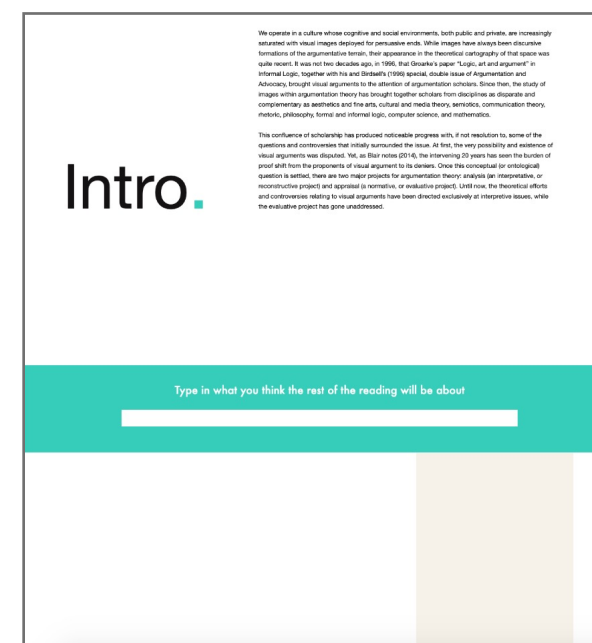 We operate in a culture whose cognitive and social environments, both public and private, are increasingly
saturated with visual images deployed for persuasive ends. While images have always been discursive
formations of the argumentative terrain, their appearance in the theoretical cartography of that space was
quite recent. It was not two decades ago, in 1996, that Groarke's paper "Logic, art and argument" in
Informal Logic, together with his and Birdsell's (1996) special, double issue of Argumentation and
Advocacy, brought visual arguments to the attention of argumentation scholars. Since then, the study of
images within argumentation theory has brought together scholars from disciplines as disparate and
complementary as aesthetics and fine arts, cultural and media theory, semiotics, communication theory,
rhetoric, philosophy, formal and informal logic, computer science, and mathematics.
This confluence of scholarship has produced noticeable progress with, if not resolution to, some of the
questions and controversies that initially surrounded the issue. At first, the very possibility and existence of
visual arguments was disputed. Yet, as Blair notes (2014), the intervening 20 years has seen the burden of
proof shift from the proponents of visual argument to its deniers. Once this conceptual (or ontological)
question is settled, there are two major projects for argumentation theory: analysis (an interpretative, or
reconstructive project) and appraisal (a normative, or evaluative project). Until now, the theoretical efforts
and controversies relating to visual arguments have been directed exclusively at interpretive issues, while
the evaluative project has gone unaddressed.
Intro.
Type in what you think the rest of the reading will be about